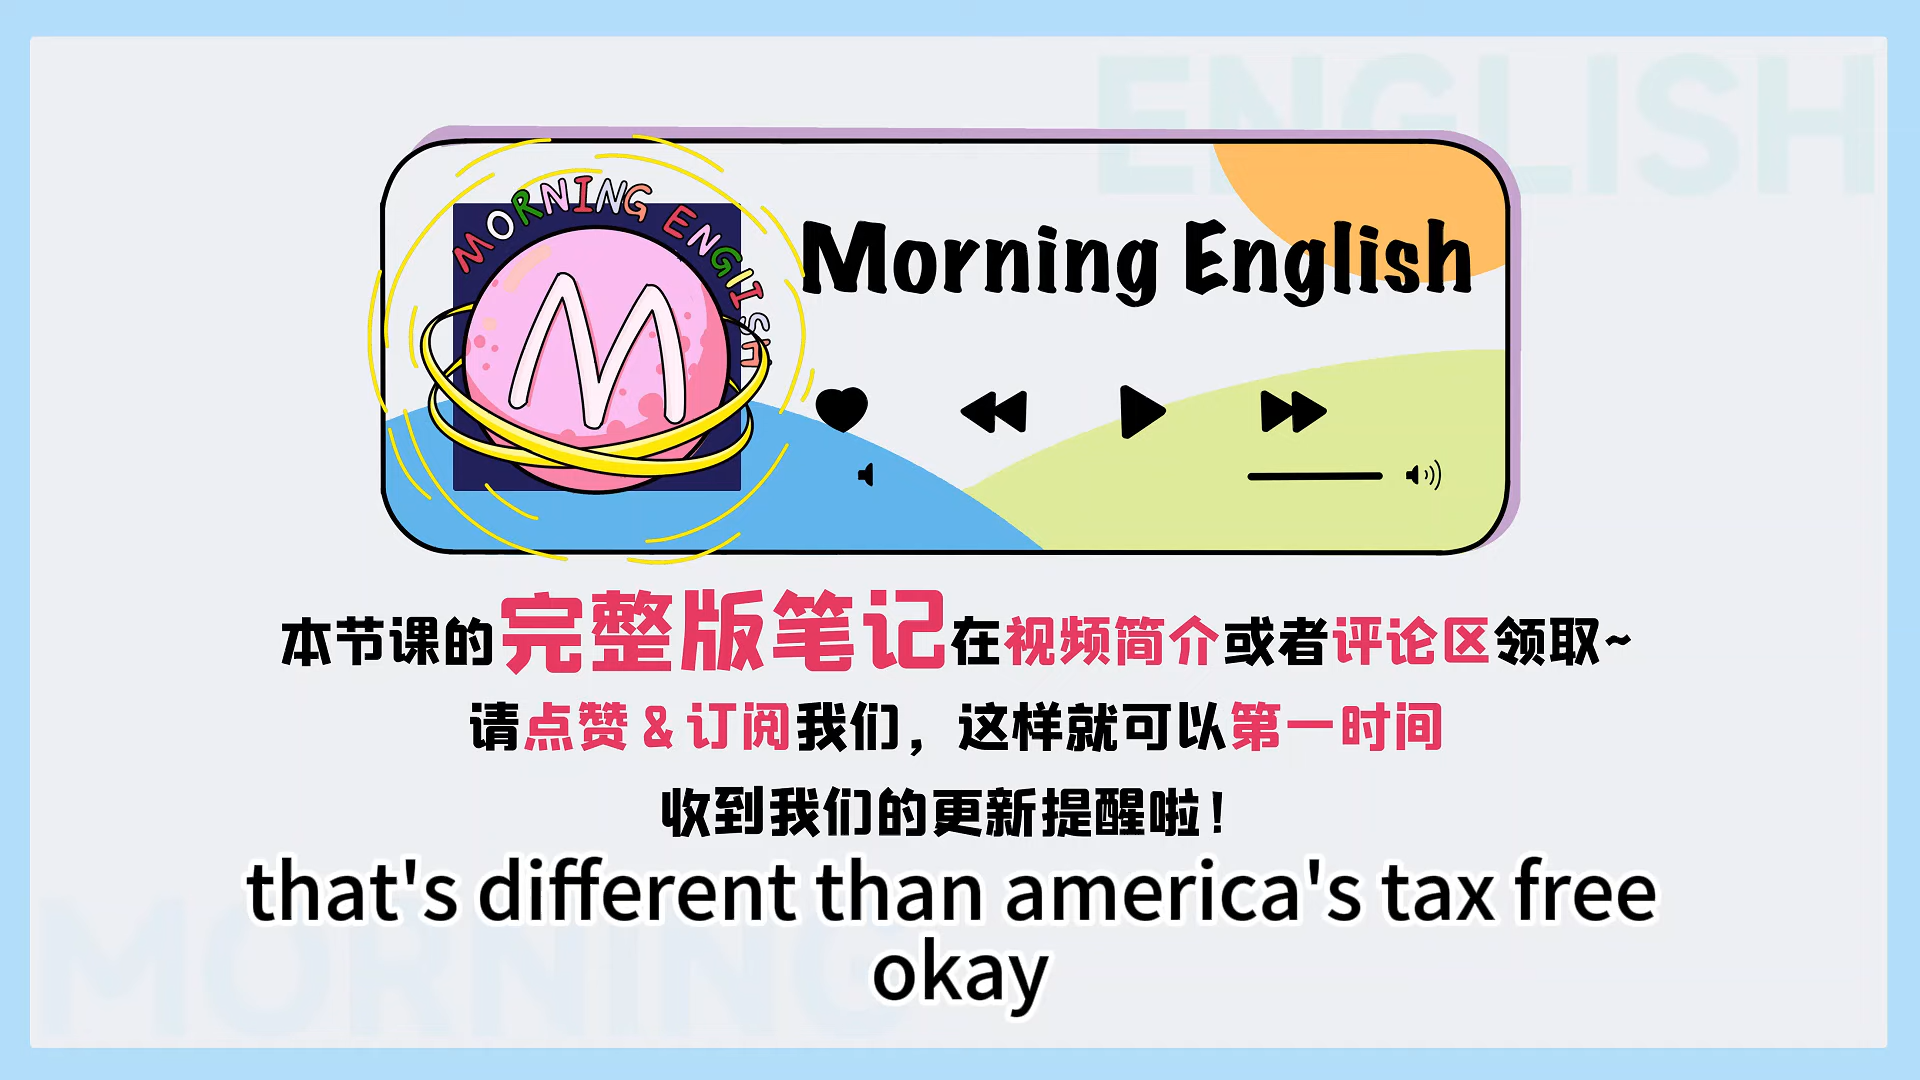 ENGLISH
MORNING ENGLISH
M
Morning English
本节课的完整版笔记在视频简介或者评论区领取~
请点赞&订阅我们，这样就可以第一时间
收到我们的更新提醒啦！
that's different than america's tax free
okay
MORNING